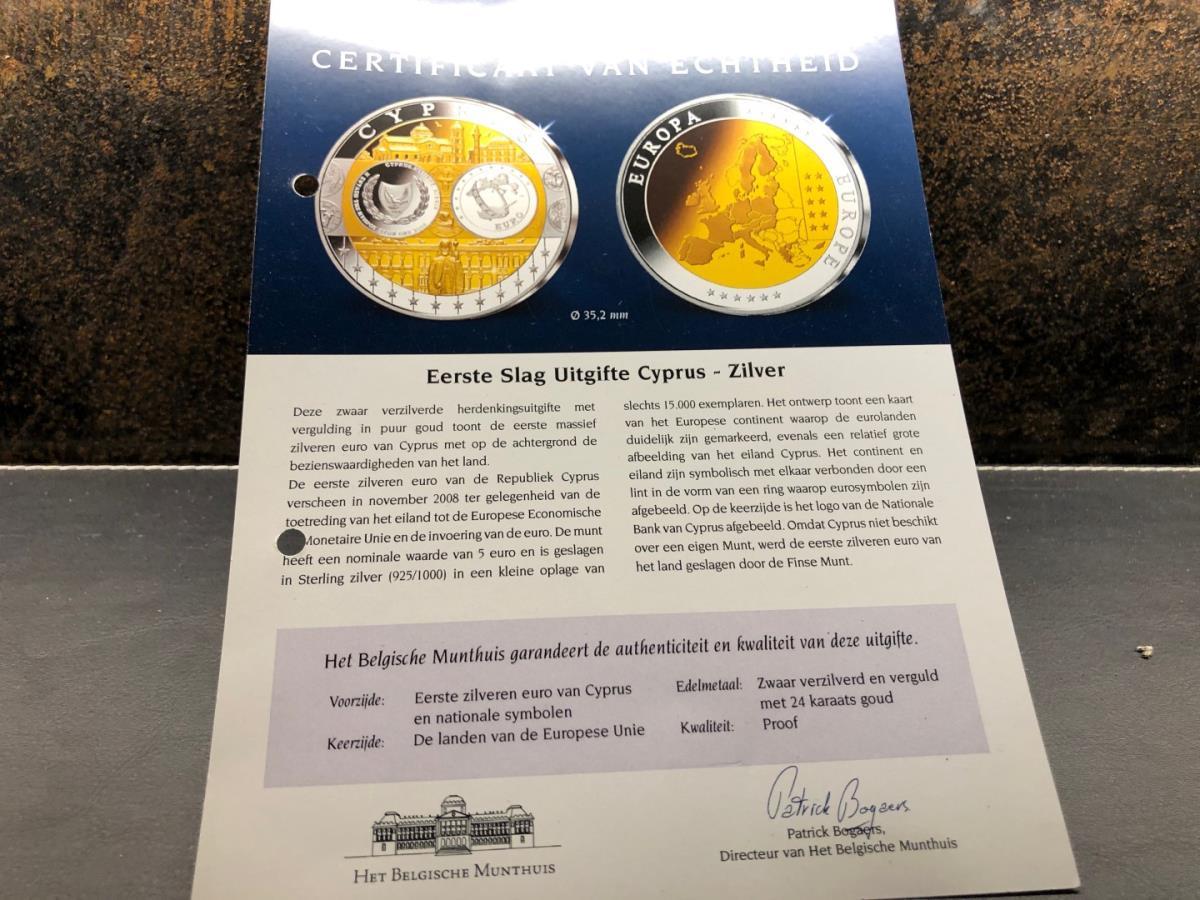 CERTIFICAAT VAN ECHTHEID
CYPRUS
EURO
EUROPA
EUROPE
Ø 35,2 mm
Eerste Slag Uitgifte Cyprus - Zilver
Deze zwaar verzilverde herdenkingsuitgifte met
vergulding in puur goud toont de eerste massief
zilveren euro van Cyprus met op de achtergrond de
bezienswaardigheden van het land.
De eerste zilveren euro van de Republiek Cyprus
verscheen in november 2008 ter gelegenheid van de
toetreding van het eiland tot de Europese Economische
Monetaire Unie en de invoering van de euro. De munt
heeft een nominale waarde van 5 euro en is geslagen
in Sterling zilver (925/1000) in een kleine oplage van
slechts 15.000 exemplaren. Het ontwerp toont een kaart
van het Europese continent waarop de eurolanden
duidelijk zijn gemarkeerd, evenals een relatief grote
afbeelding van het eiland Cyprus. Het continent en
eiland zijn symbolisch met elkaar verbonden door een
lint in de vorm van een ring waarop eurosymbolen zijn
afgebeeld. Op de keerzijde is het logo van de Nationale
Bank van Cyprus afgebeeld. Omdat Cyprus niet beschikt
over een eigen Munt, werd de eerste zilveren euro van
het land geslagen door de Finse Munt.
Het Belgische Munthuis garandeert de authenticiteit en kwaliteit van deze uitgifte.
Voorzijde: Eerste zilveren euro van Cyprus
en nationale symbolen
Keerzijde: De landen van de Europese Unie
Edelmetaal: Zwaar verzilverd en verguld
met 24 karaats goud
Kwaliteit: Proof
HET BELGISCHE MUNTHUIS
Patrick Bogaers
Patrick Bogaers,
Directeur van Het Belgische Munthuis